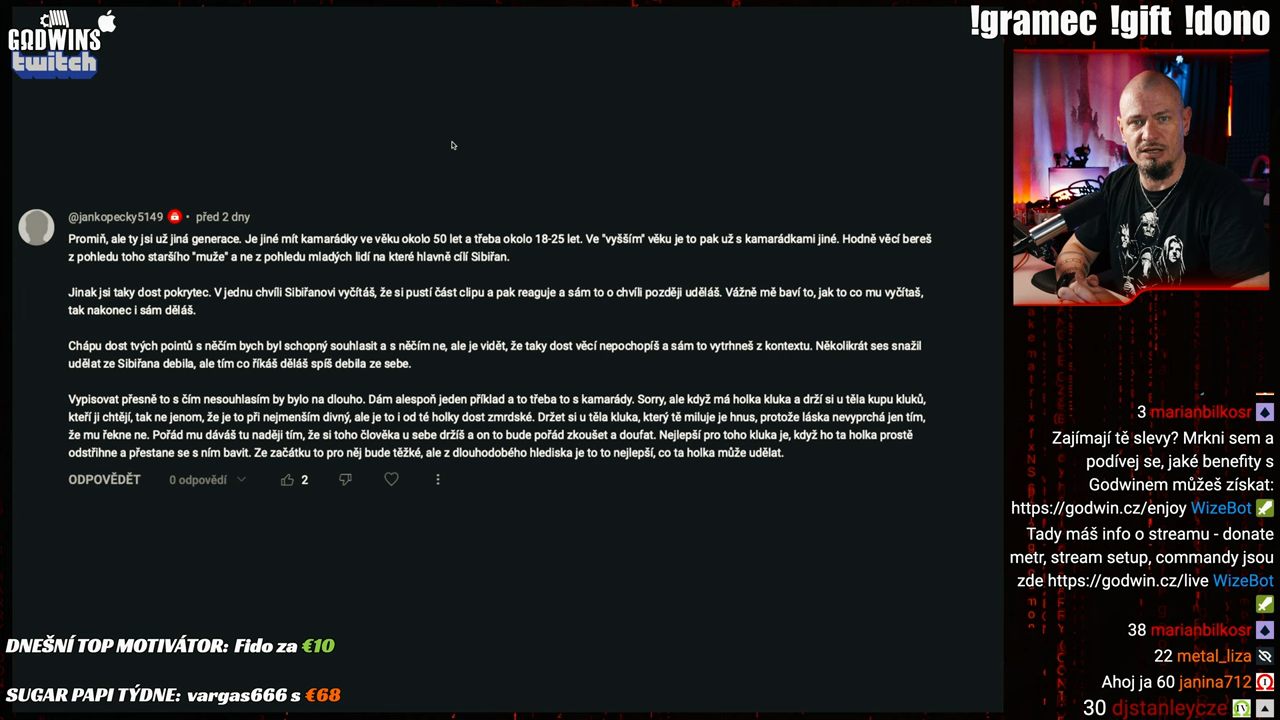 GΩDWINS
twitch
!gramec !gift !dono
@jankopecky5149 • před 2 dny
Promiň, ale ty jsi už jiná generace. Je jiné mít kamarádky ve věku okolo 50 let a třeba okolo 18-25 let. Ve "vyšším" věku je to pak už s kamarádkami jiné. Hodně věcí bereš
z pohledu toho staršího "muže" a ne z pohledu mladých lidí na které hlavně cílí Sibiřan.
Jinak jsi taky dost pokrytec. V jednu chvíli Sibiřanovi vyčítáš, že si pustí část clipu a pak reaguje a sám to o chvíli později uděláš. Vážně mě baví to, jak to co mu vyčítaš,
tak nakonec i sám děláš.
Chápu dost tvých pointů s něčím bych byl schopný souhlasit a s něčím ne, ale je vidět, že taky dost věcí nepochopíš a sám to vytrhneš z kontextu. Několikrát ses snažil
udělat ze Sibiřana debila, ale tím co říkáš děláš spíš debila ze sebe.
Vypisovat přesně to s čím nesouhlasím by bylo na dlouho. Dám alespoň jeden příklad a to třeba to s kamarády. Sorry, ale když má holka kluka a drží si u těla kupu kluků,
kteří ji chtějí, tak ne jenom, že je to při nejmenším divný, ale je to i od té holky dost zmrdské. Držet si u těla kluka, který tě miluje je hnus, protože láska nevyprchá jen tím,
že mu řekne ne. Pořád mu dáváš tu naději tím, že si toho člověka u sebe držíš a on to bude pořád zkoušet a doufat. Nejlepší pro toho kluka je, když ho ta holka prostě
odstřihne a přestane se s ním bavit. Ze začátku to pro něj bude těžké, ale z dlouhodobého hlediska je to to nejlepší, co ta holka může udělat.
ODPOVĚDĚT 0 odpovědí 2
3 marianbilkosr
Zajímají tě slevy? Mrkni sem a
podívej se, jaké benefity s
Godwinem můžeš získat:
https://godwin.cz/enjoy WizeBot
Tady máš info o streamu - donate
metr, stream setup, commandy jsou
zde https://godwin.cz/live WizeBot
38 marianbilkosr
22 metal_liza
Ahoj ja 60 janina712
30 djstanleycze
DNEŠNÍ TOP MOTIVÁTOR: Fido za €10
SUGAR PAPI TÝDNE: vargas666 s €68